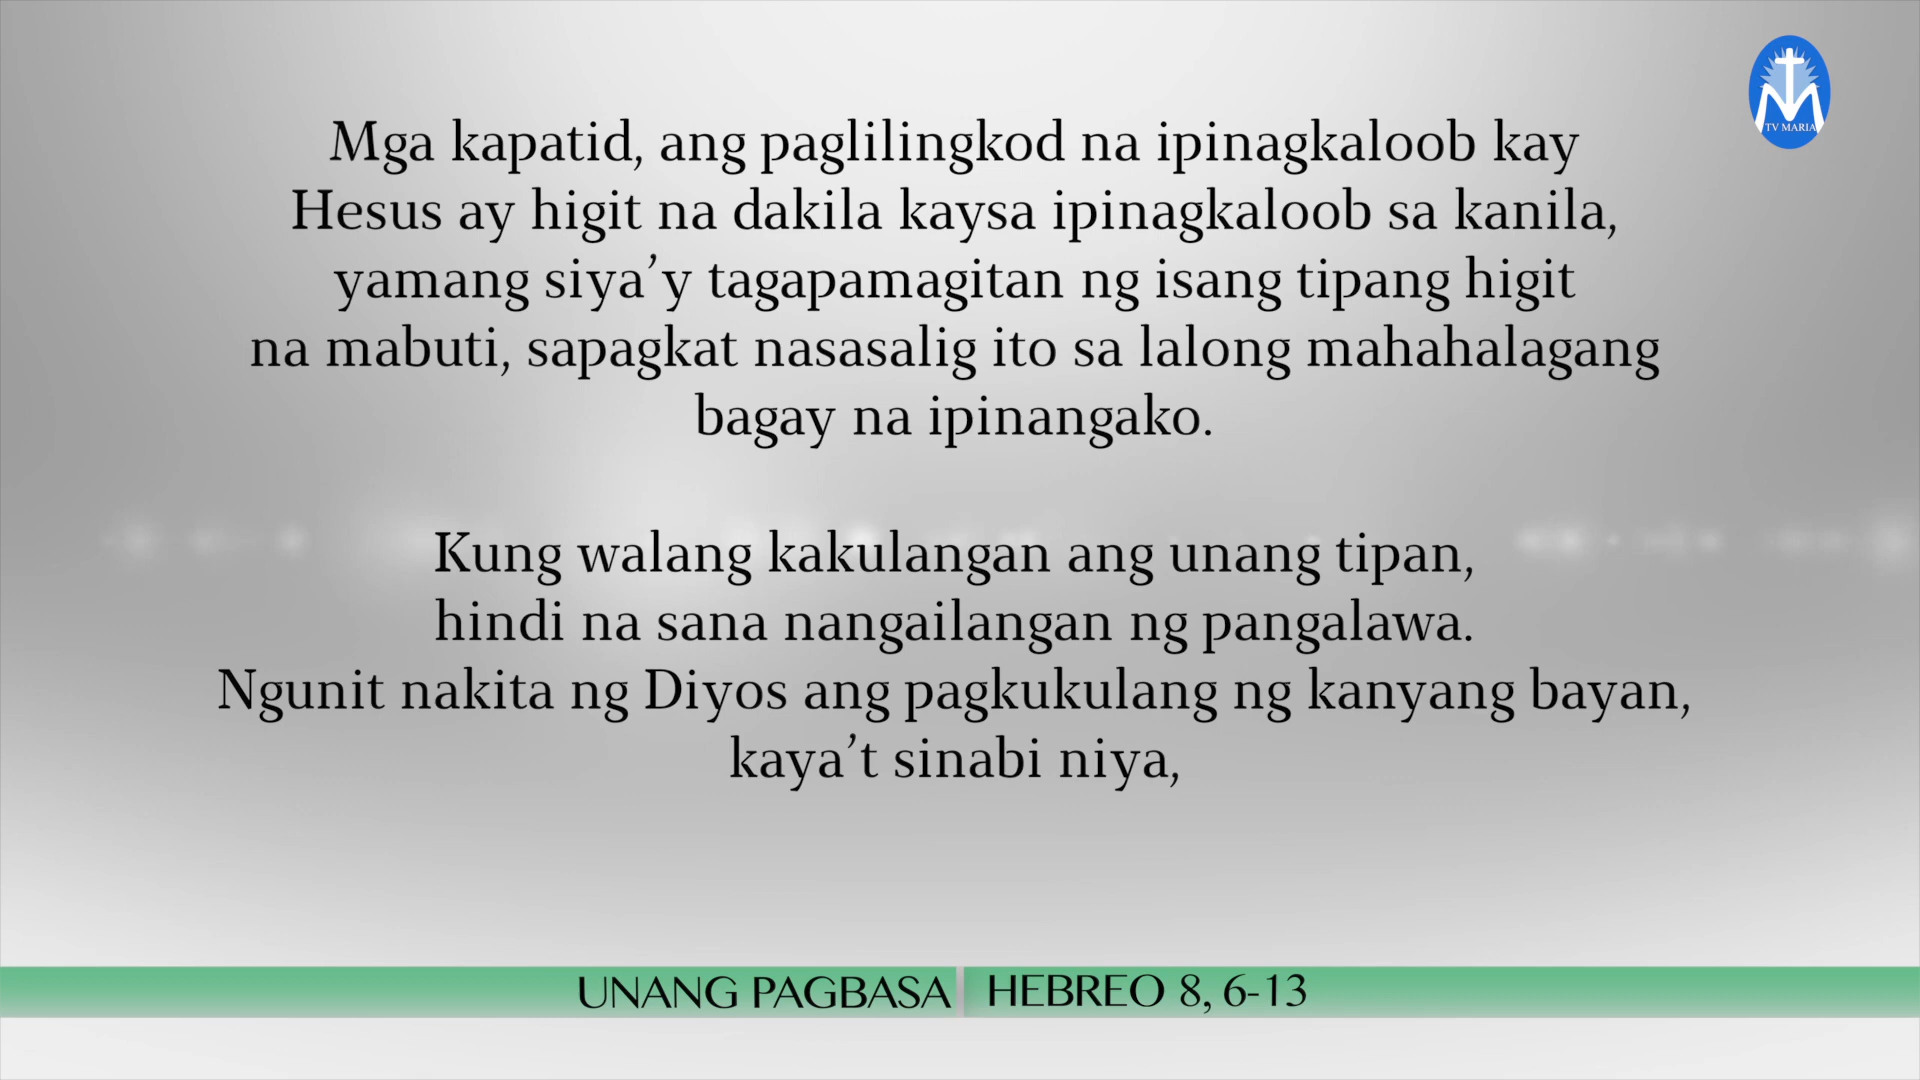 TV MARIA
Mga kapatid, ang paglilingkod na ipinagkaloob kay
Hesus ay higit na dakila kaysa ipinagkaloob sa kanila,
yamang siya’y tagapamagitan ng isang tipang higit
na mabuti, sapagkat nasasalig ito sa lalong mahahalagang
bagay na ipinangako.
Kung walang kakulangan ang unang tipan,
hindi na sana nangailangan ng pangalawa.
Ngunit nakita ng Diyos ang pagkukulang ng kanyang bayan,
kaya’t sinabi niya,
UNANG PAGBASA HEBREO 8, 6-13